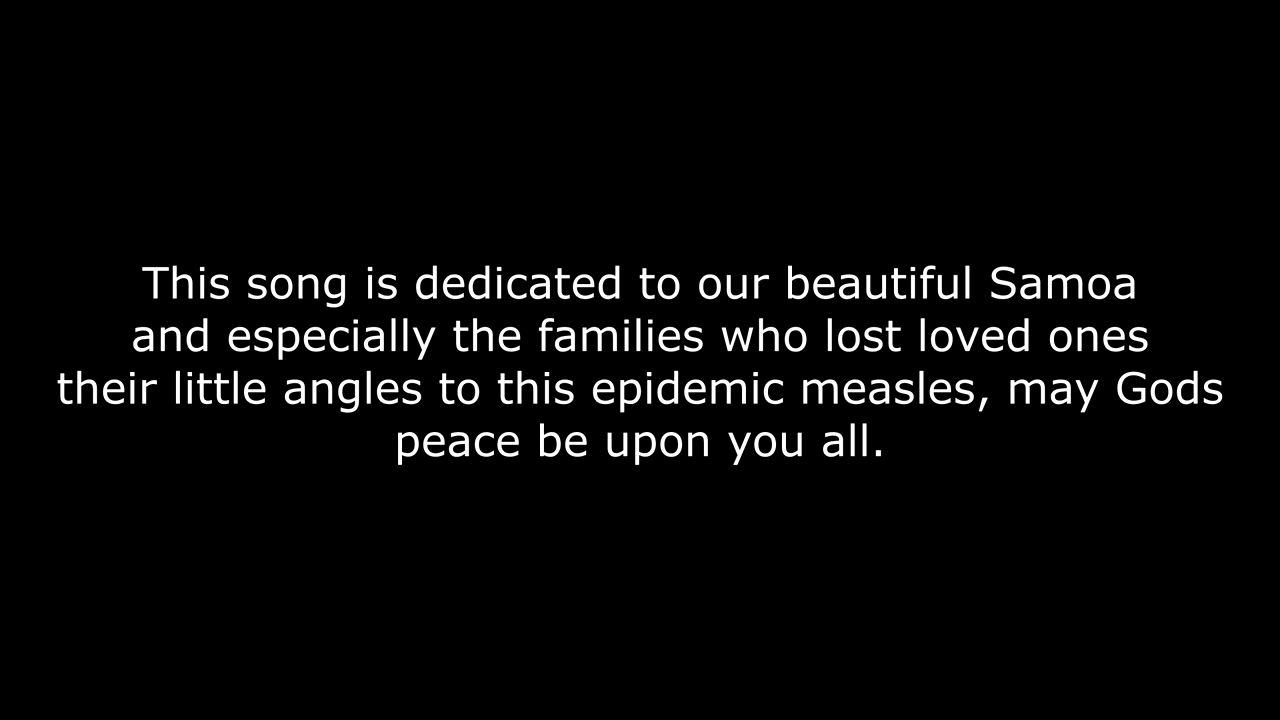 This song is dedicated to our beautiful Samoa
and especially the families who lost loved ones
their little angles to this epidemic measles, may Gods
peace be upon you all.